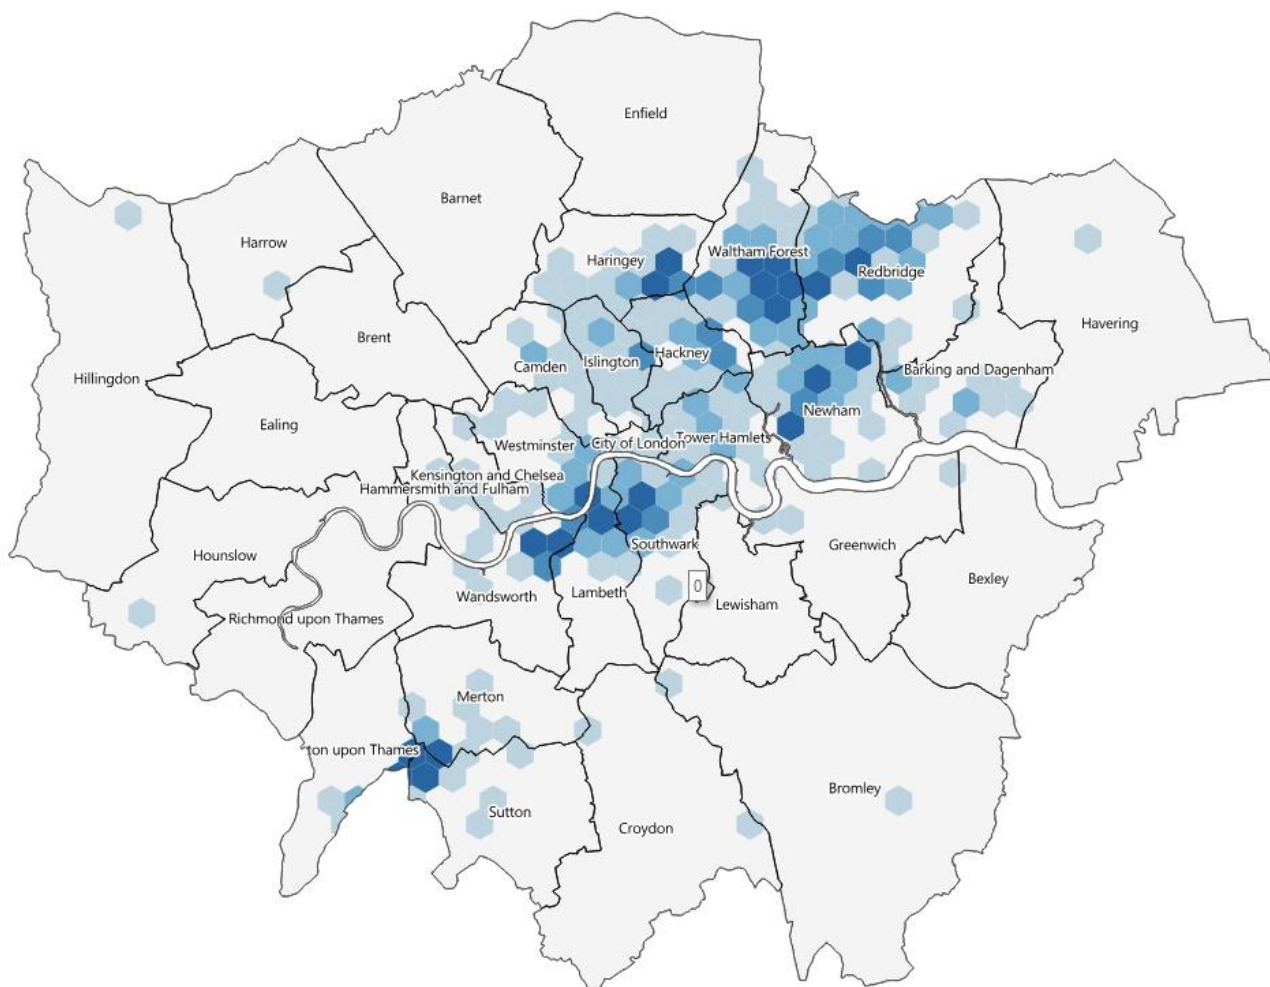 Enfield
Barnet
Harrow
Haringey
Waltham Forest
Redbridge
Havering
Brent
Hillingdon
Camden
Islington
Hackney
Barking and Dagenham
Ealing
Newham
Westminster
City of London
Tower Hamlets
Kensington and Chelsea
Hammersmith and Fulham
Hounslow
Southwark
Greenwich
Bexley
Richmond upon Thames
Wandsworth
Lambeth
0
Lewisham
Merton
ton upon Thames
Sutton
Croydon
Bromley